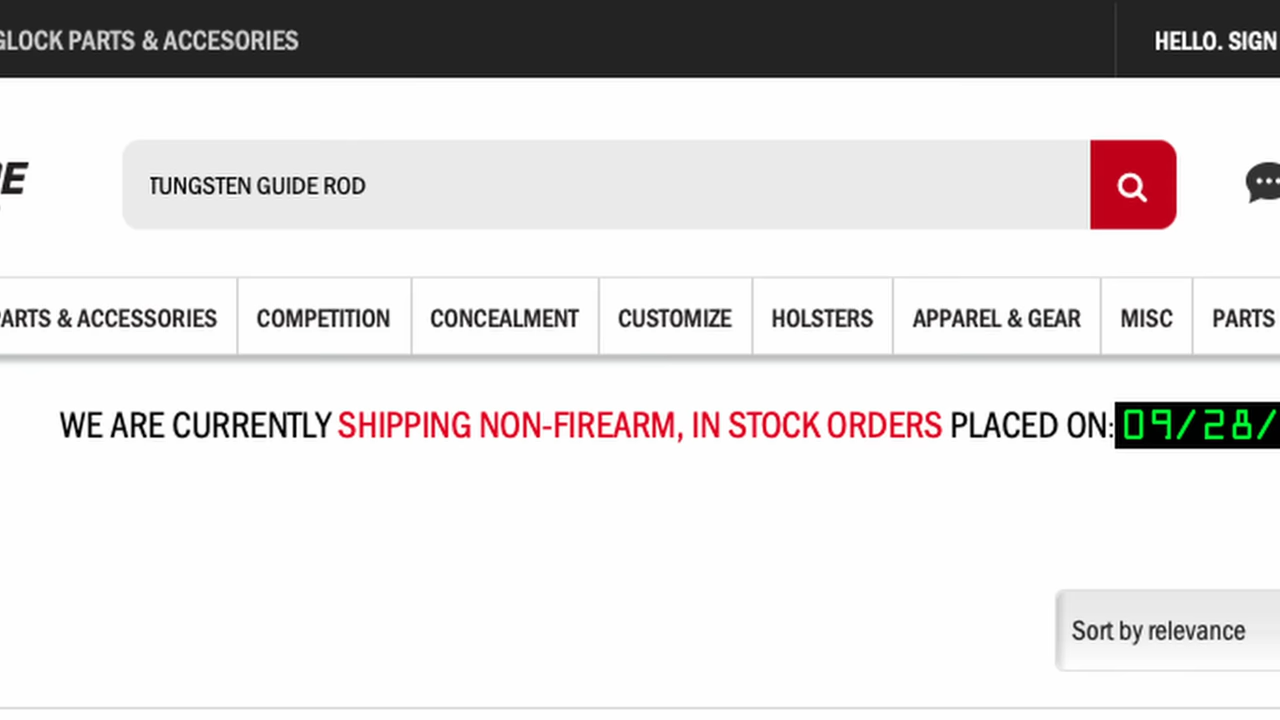 GLOCK PARTS & ACCESORIES
HELLO. SIGN
TUNGSTEN GUIDE ROD
PARTS & ACCESSORIES COMPETITION CONCEALMENT CUSTOMIZE HOLSTERS APPAREL & GEAR MISC PARTS
WE ARE CURRENTLY SHIPPING NON-FIREARM, IN STOCK ORDERS PLACED ON: 09/28/
Sort by relevance